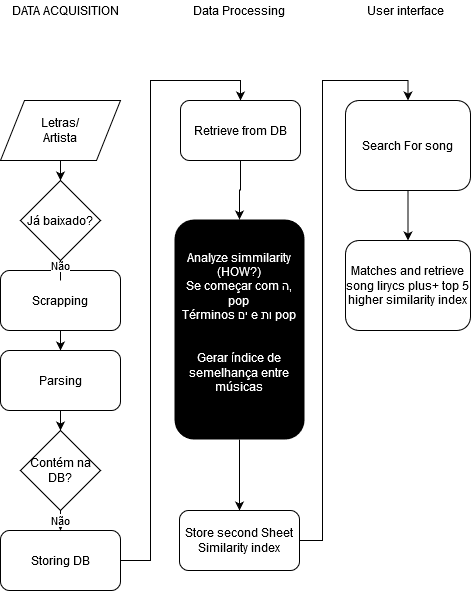 DATA ACQUISITION
Letras/
Artista
Já baixado?
Não
Scrapping
Parsing
Contém na
DB?
Não
Storing DB
Data Processing
Retrieve from DB
Analyze simmilarity
(HOW?)
Se começar com ה,
pop
Términos ים e ות pop
Gerar índice de
semelhança entre
músicas
Store second Sheet
Similarity index
User interface
Search For song
Matches and retrieve
song lirycs plus+ top 5
higher similarity index